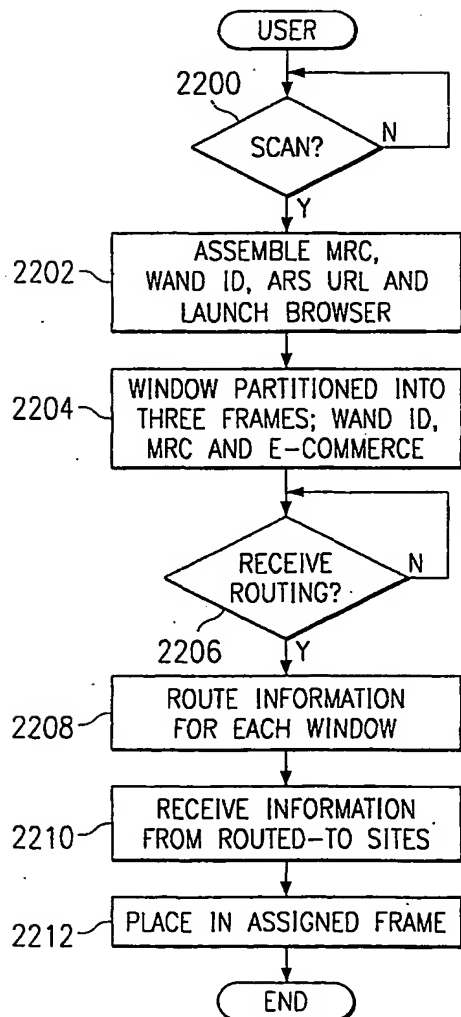 USER
2200
SCAN?
N
Y
2202
ASSEMBLE MRC,
WAND ID, ARS URL AND
LAUNCH BROWSER
2204
WINDOW PARTITIONED INTO
THREE FRAMES; WAND ID,
MRC AND E-COMMERCE
RECEIVE
ROUTING?
N
2206
Y
2208
ROUTE INFORMATION
FOR EACH WINDOW
2210
RECEIVE INFORMATION
FROM ROUTED-TO SITES
2212
PLACE IN ASSIGNED FRAME
END